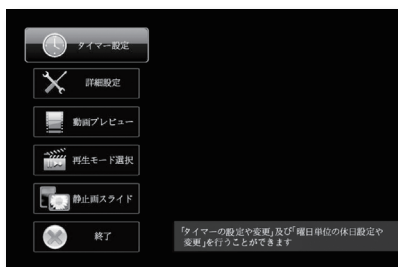 タイマー設定
詳細設定
動画プレビュー
再生モード選択
静止画スライド
終了
「タイマーの設定や変更」及び「曜日単位の休日設定や
変更」を行うことができます